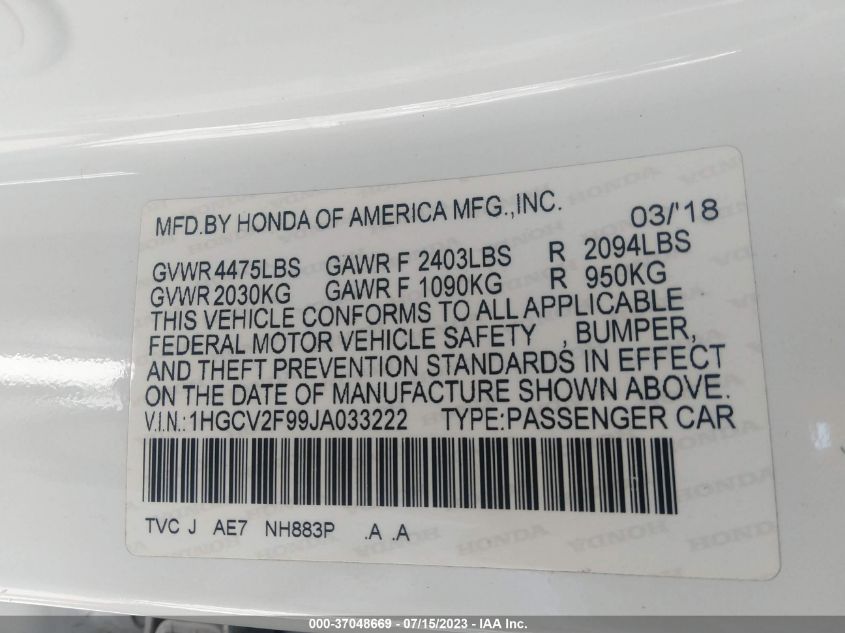 MFD.BY HONDA OF AMERICA MFG.,INC. 03/'18
GVWR 4475LBS GAWR F 2403LBS R 2094LBS
GVWR 2030KG GAWR F 1090KG R 950KG
THIS VEHICLE CONFORMS TO ALL APPLICABLE
FEDERAL MOTOR VEHICLE SAFETY , BUMPER,
AND THEFT PREVENTION STANDARDS IN EFFECT
ON THE DATE OF MANUFACTURE SHOWN ABOVE.
V.I.N.: 1HGCV2F99JA033222 TYPE:PASSENGER CAR
TVC J AE7 NH883P .A .A
000-37048669 - 07/15/2023 - IAA Inc.